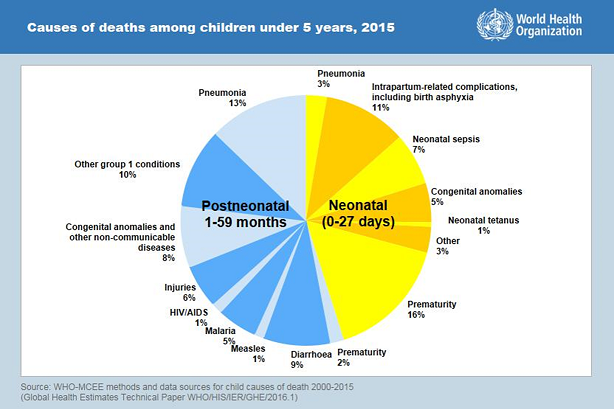 Causes of deaths among children under 5 years, 2015
World Health
Organization
Pneumonia
3%
Intrapartum-related complications,
including birth asphyxia
11%
Neonatal sepsis
7%
Congenital anomalies
5%
Neonatal tetanus
1%
Other
3%
Prematurity
16%
Prematurity
2%
Diarrhoea
9%
Measles
1%
Malaria
5%
HIV/AIDS
1%
Injuries
6%
Congenital anomalies and
other non-communicable
diseases
8%
Other group 1 conditions
10%
Pneumonia
13%
Postneonatal
1-59 months
Neonatal
(0-27 days)
Source: WHO-MCEE methods and data sources for child causes of death 2000-2015
(Global Health Estimates Technical Paper WHO/HIS/IER/GHE/2016.1)